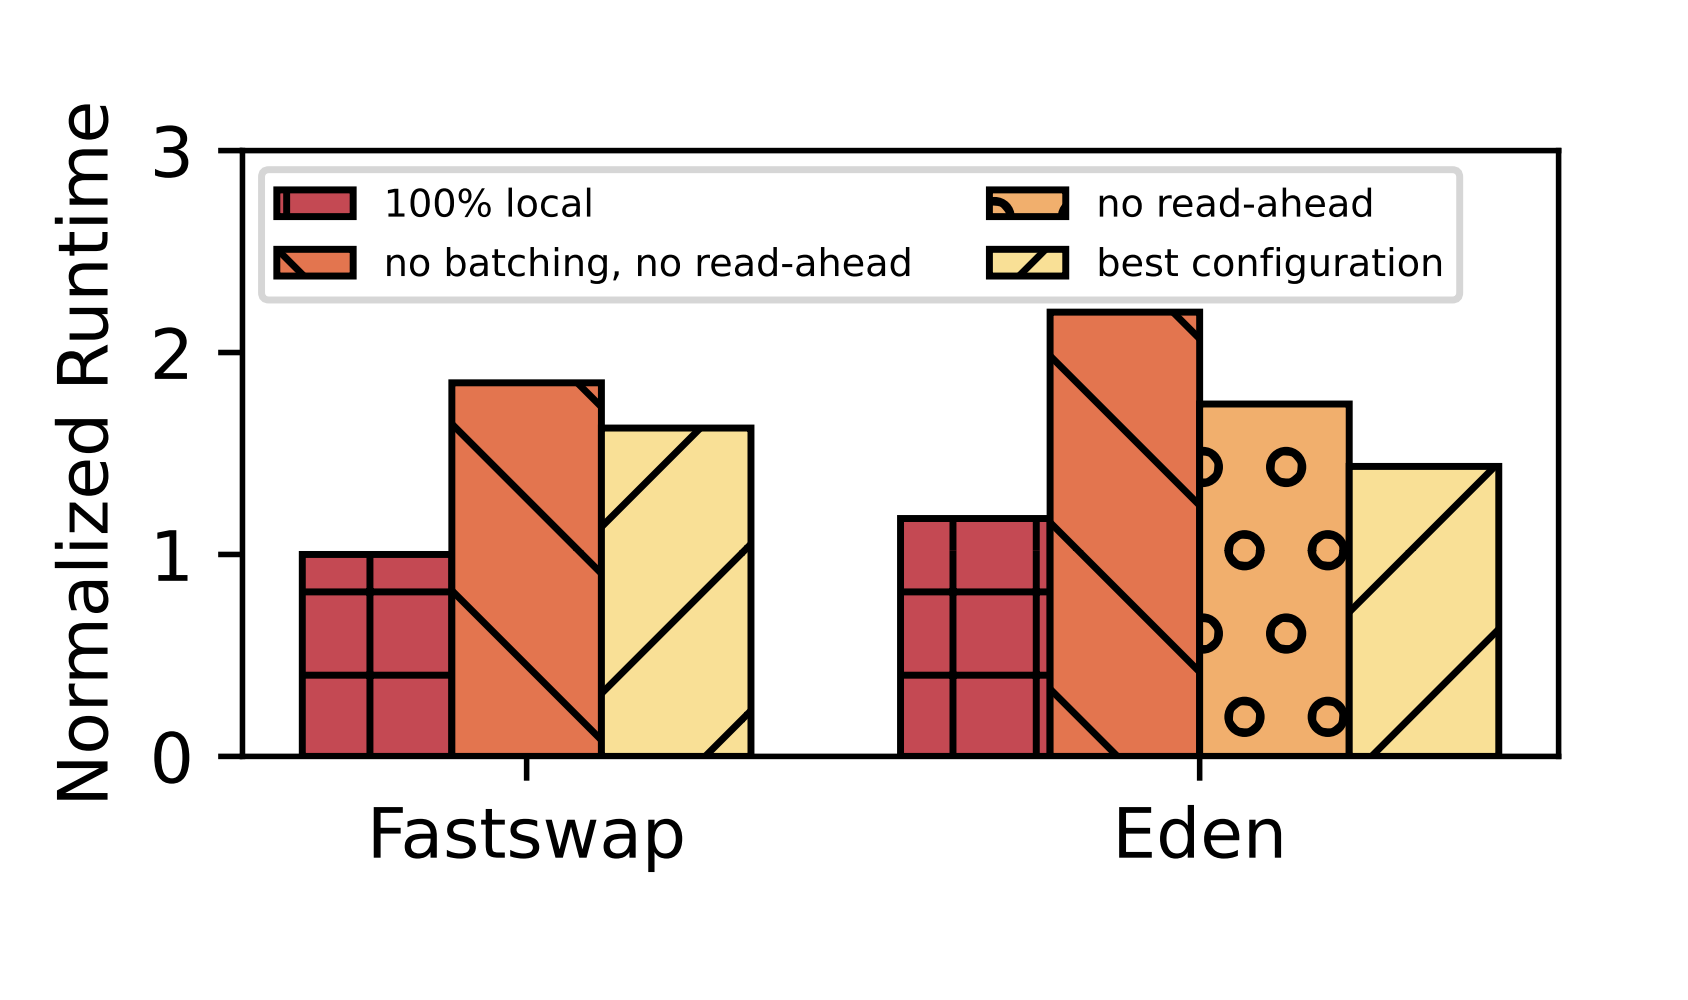 Normalized Runtime
3
2
1
0
100% local
no batching, no read-ahead
no read-ahead
best configuration
Fastswap
Eden